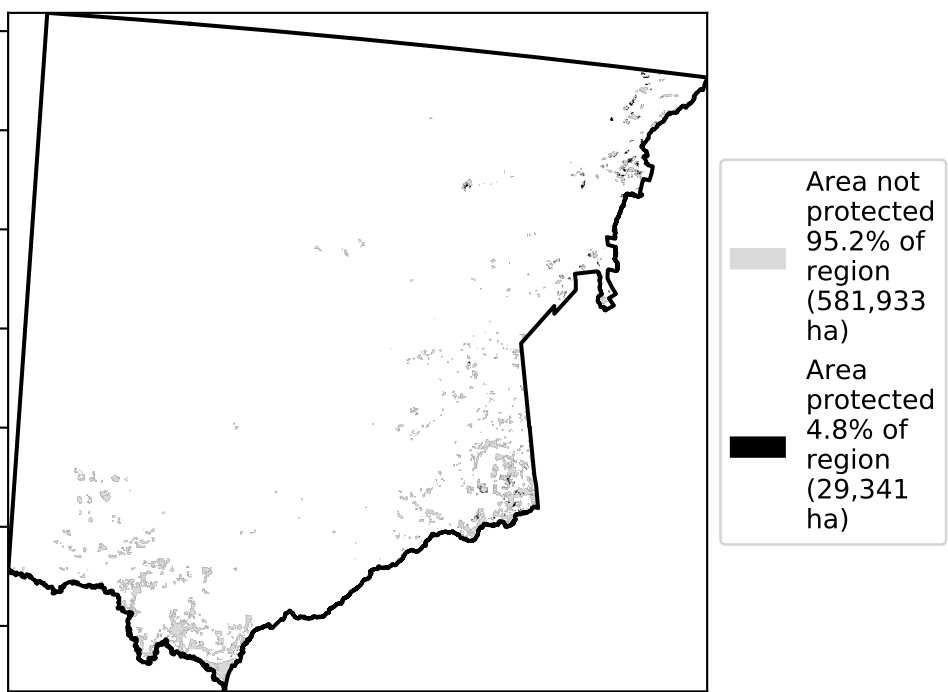 Area not
protected
95.2% of
region
(581,933
ha)
Area
protected
4.8% of
region
(29,341
ha)